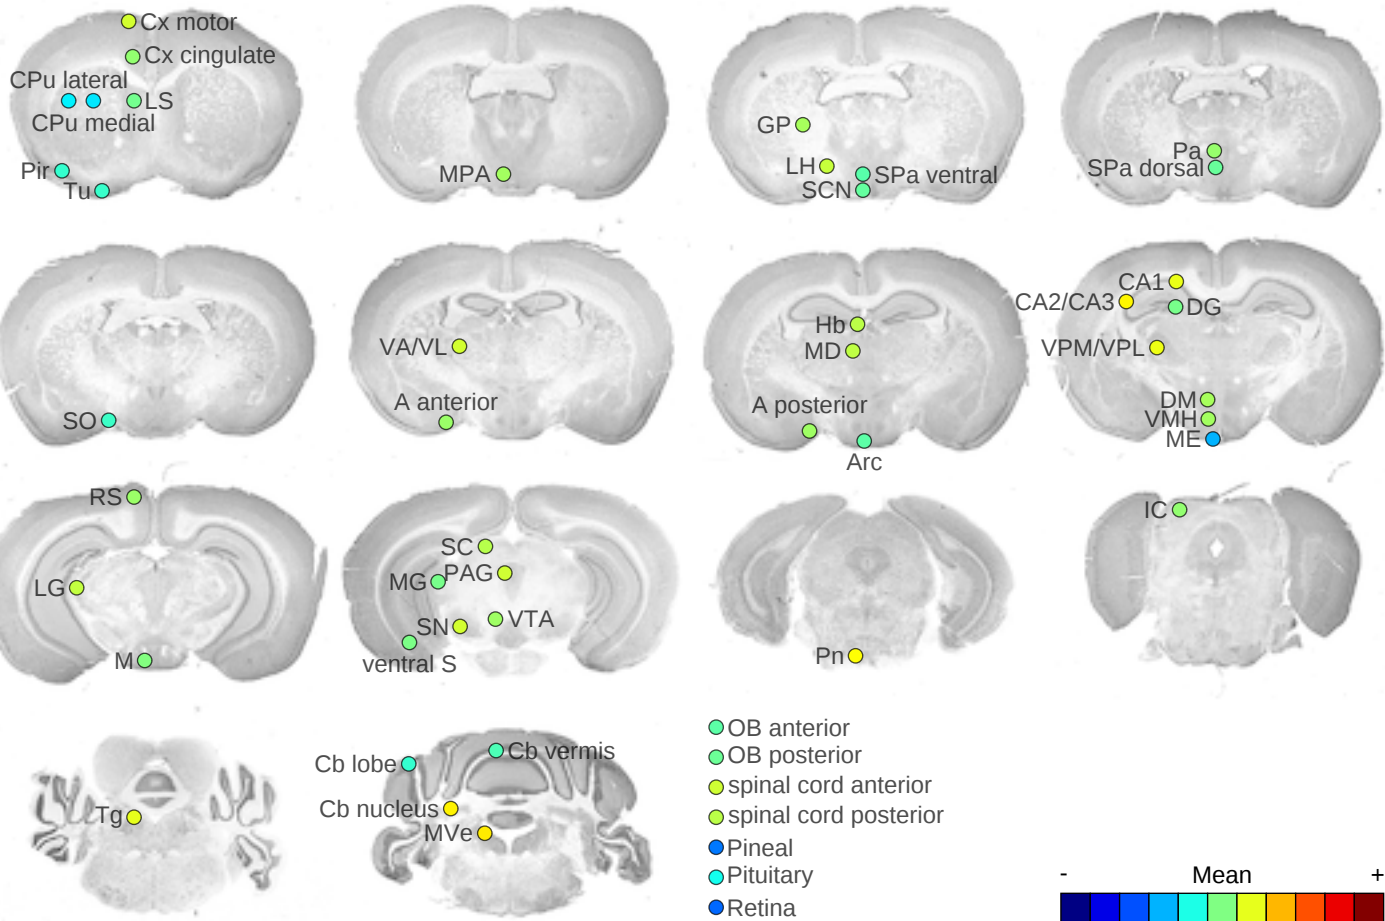 Cx motor
Cx cingulate
CPu lateral
LS
CPu medial
Pir
Tu
MPA
GP
LH
SPa ventral
SCN
Pa
SPa dorsal
SO
VA/VL
A anterior
Hb
MD
A posterior
Arc
CA1
CA2/CA3
DG
VPM/VPL
DM
VMH
ME
RS
LG
M
SC
PAG
MG
VTA
SN
ventral S
Pn
IC
Tg
Cb vermis
Cb lobe
Cb nucleus
MVe
OB anterior
OB posterior
spinal cord anterior
spinal cord posterior
Pineal
Pituitary
Retina
- Mean +